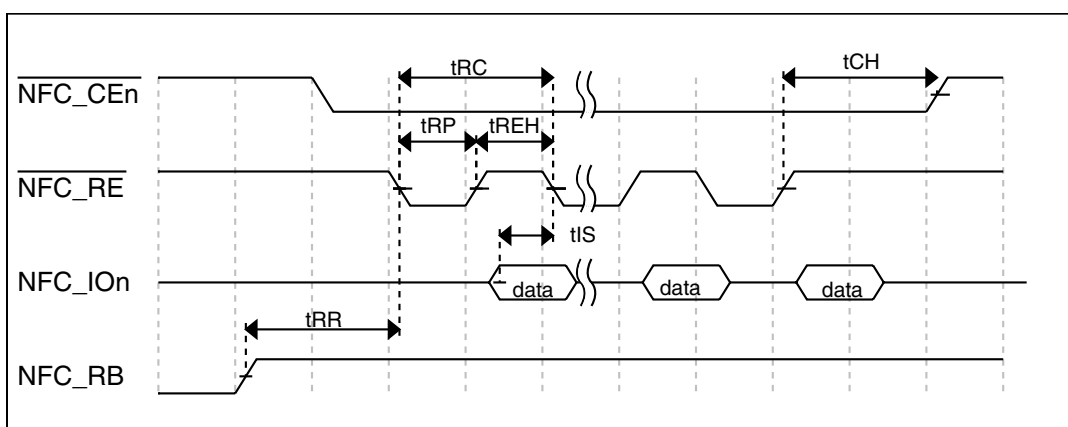 tRC
tCH
NFC_CEn
tRP
tREH
NFC_RE
tIS
NFC_IOn
data
data
data
tRR
NFC_RB